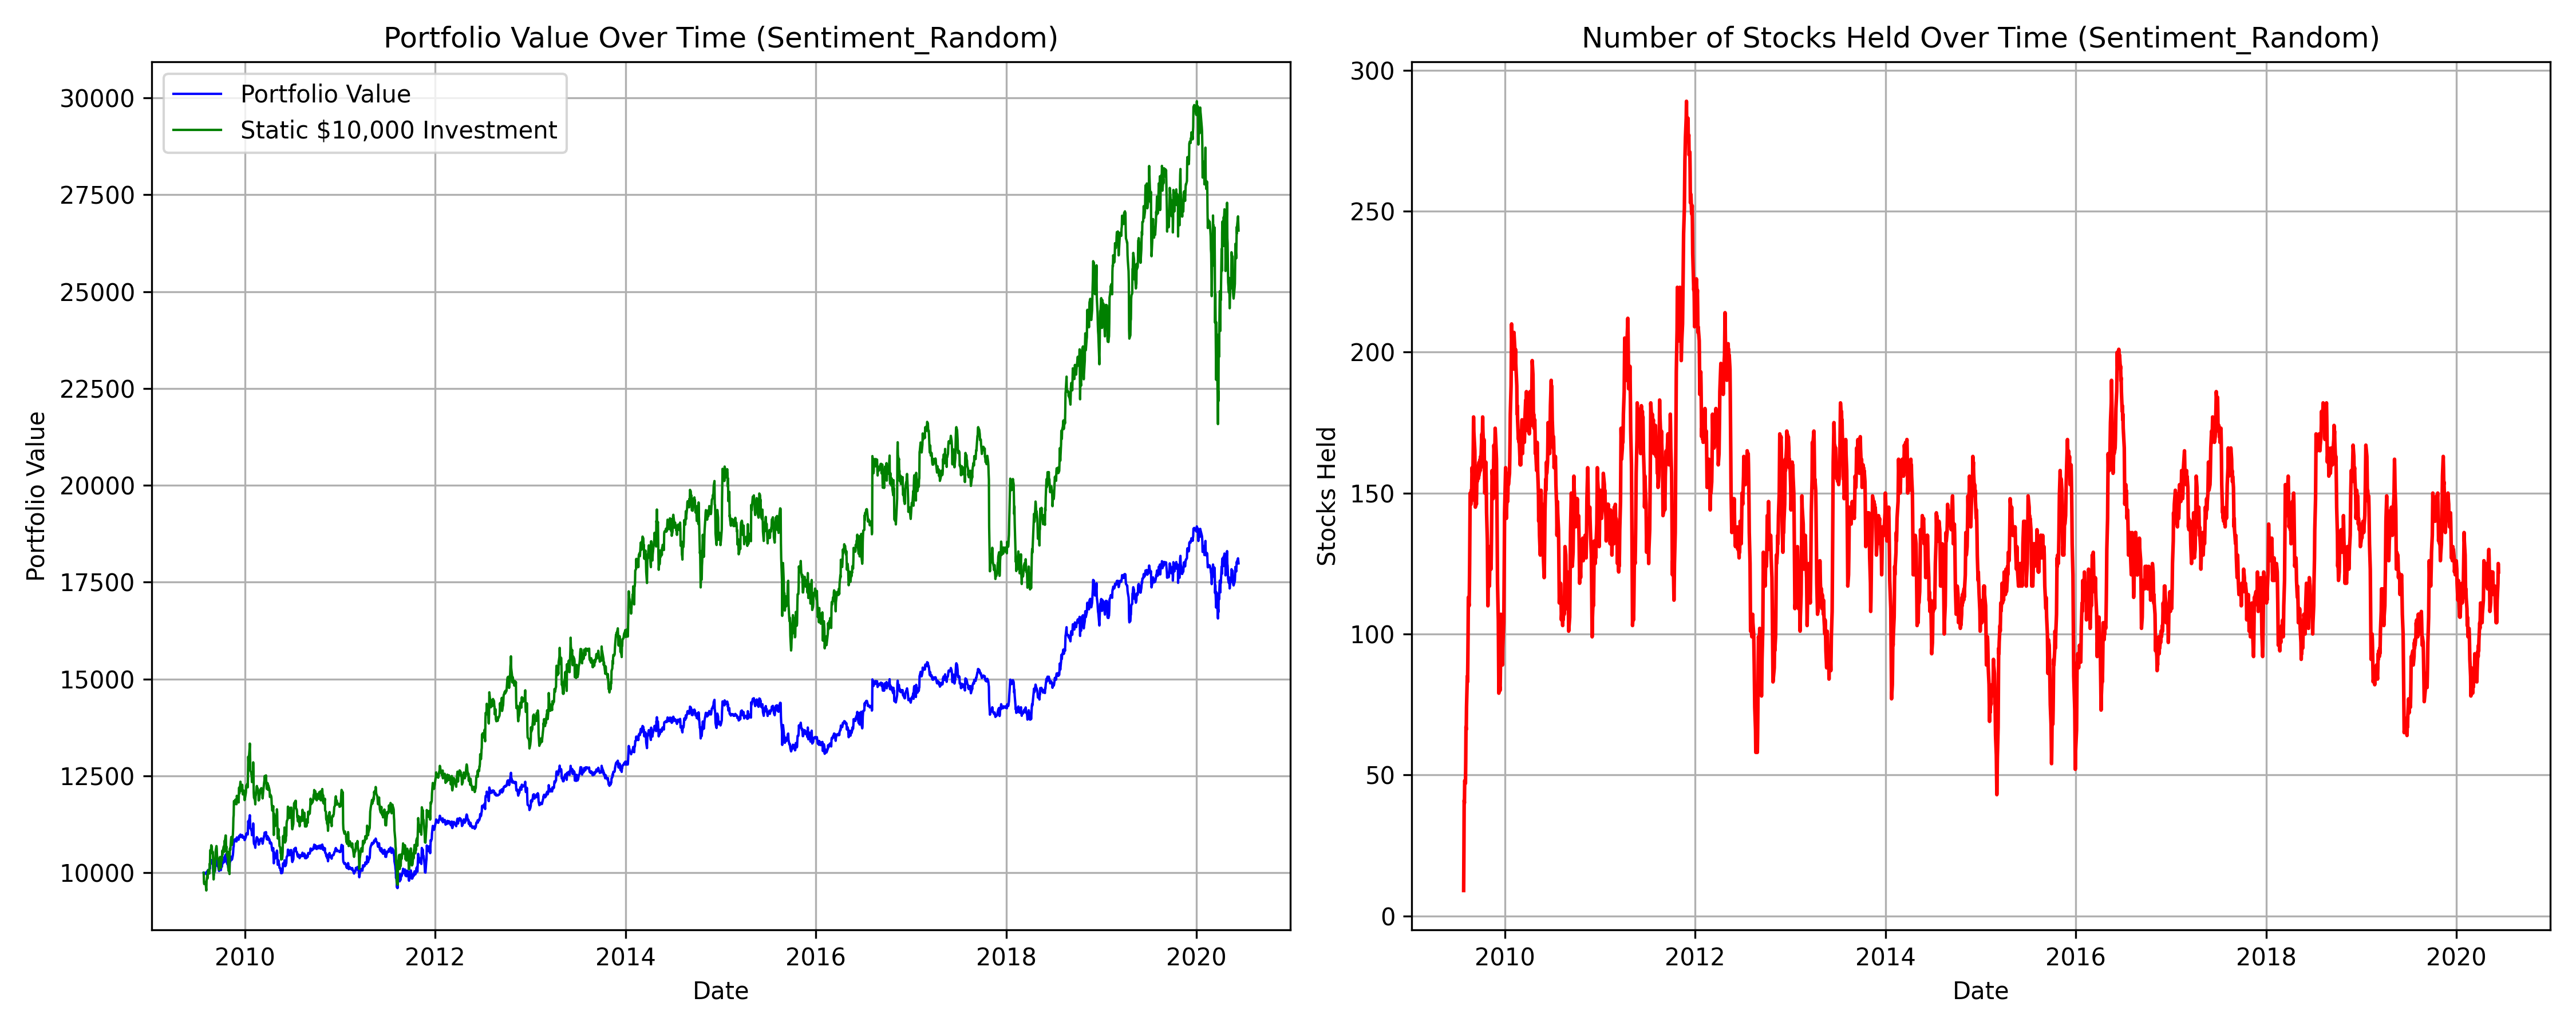 Portfolio Value Over Time (Sentiment_Random)
Portfolio Value
Static $10,000 Investment
30000
27500
25000
22500
20000
17500
15000
12500
10000
Portfolio Value
2010 2012 2014 2016 2018 2020
Date
Number of Stocks Held Over Time (Sentiment_Random)
300
250
200
150
100
50
0
Stocks Held
2010 2012 2014 2016 2018 2020
Date